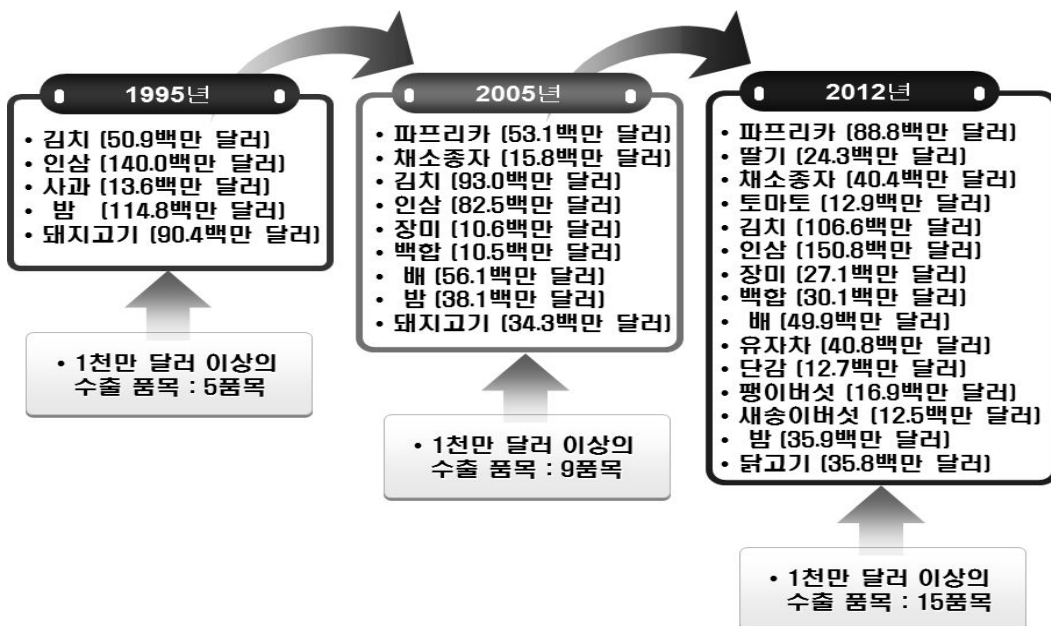 1995년
• 김치 (50.9백만 달러)
• 인삼 (140.0백만 달러)
• 사과 (13.6백만 달러)
• 밤 (114.8백만 달러)
• 돼지고기 (90.4백만 달러)
• 1천만 달러 이상의
수출 품목 : 5품목
2005년
• 파프리카 (53.1백만 달러)
• 채소종자 (15.8백만 달러)
• 김치 (93.0백만 달러)
• 인삼 (82.5백만 달러)
• 장미 (10.6백만 달러)
• 백합 (10.5백만 달러)
• 배 (56.1백만 달러)
• 밤 (38.1백만 달러)
• 돼지고기 (34.3백만 달러)
• 1천만 달러 이상의
수출 품목 : 9품목
2012년
• 파프리카 (88.8백만 달러)
• 딸기 (24.3백만 달러)
• 채소종자 (40.4백만 달러)
• 토마토 (12.9백만 달러)
• 김치 (106.6백만 달러)
• 인삼 (150.8백만 달러)
• 장미 (27.1백만 달러)
• 백합 (30.1백만 달러)
• 배 (49.9백만 달러)
• 유자차 (40.8백만 달러)
• 단감 (12.7백만 달러)
• 팽이버섯 (16.9백만 달러)
• 새송이버섯 (12.5백만 달러)
• 밤 (35.9백만 달러)
• 닭고기 (35.8백만 달러)
• 1천만 달러 이상의
수출 품목 : 15품목